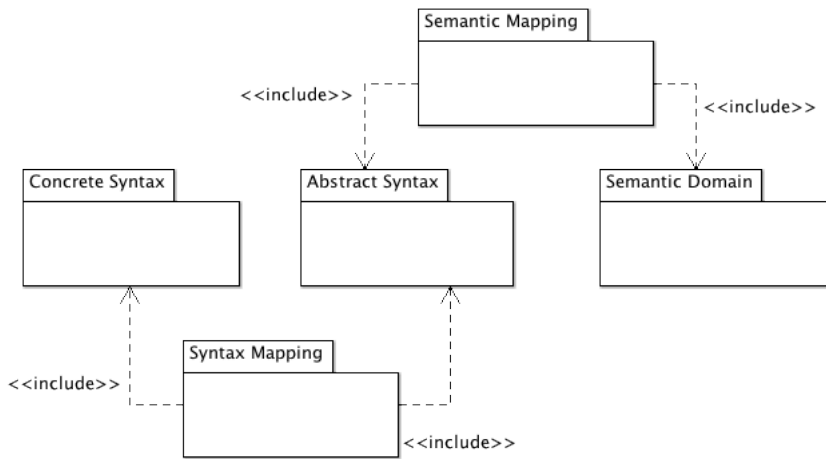 Semantic Mapping
<<include>>
<<include>>
Concrete Syntax
Abstract Syntax
Semantic Domain
Syntax Mapping
<<include>>
<<include>>